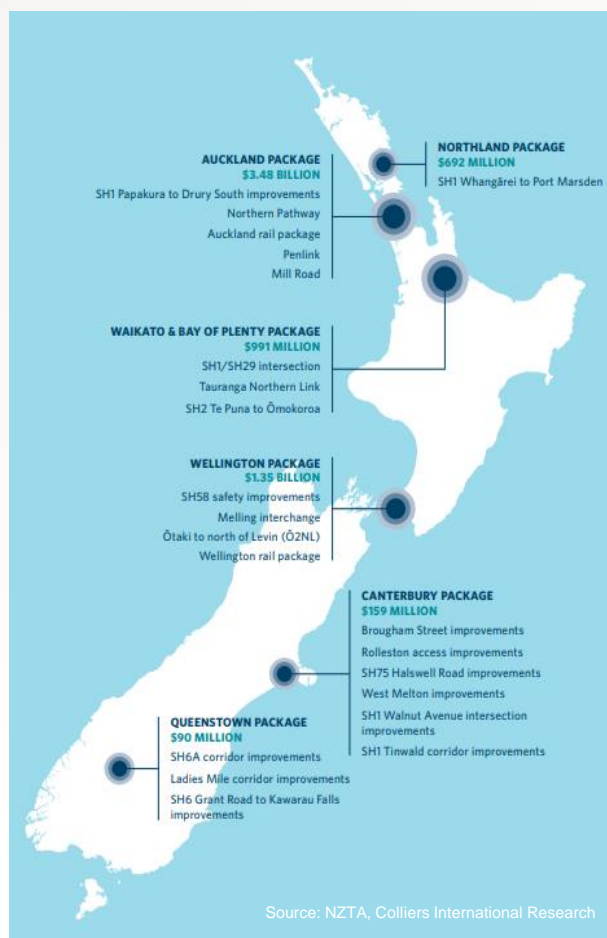 NORTHLAND PACKAGE
$692 MILLION
SH1 Whangārei to Port Marsden
AUCKLAND PACKAGE
$3.48 BILLION
SH1 Papakura to Drury South improvements
Northern Pathway
Auckland rail package
Penlink
Mill Road
WAIKATO & BAY OF PLENTY PACKAGE
$991 MILLION
SH1/SH29 intersection
Tauranga Northern Link
SH2 Te Puna to Ōmokoroa
WELLINGTON PACKAGE
$1.35 BILLION
SH58 safety improvements
Melling interchange
Ōtaki to north of Levin (Ō2NL)
Wellington rail package
CANTERBURY PACKAGE
$159 MILLION
Brougham Street improvements
Rolleston access improvements
SH75 Halswell Road improvements
West Melton improvements
SH1 Walnut Avenue intersection
improvements
SH1 Tinwald corridor improvements
QUEENSTOWN PACKAGE
$90 MILLION
SH6A corridor improvements
Ladies Mile corridor improvements
SH6 Grant Road to Kawarau Falls
improvements
Source: NZTA, Colliers International Research